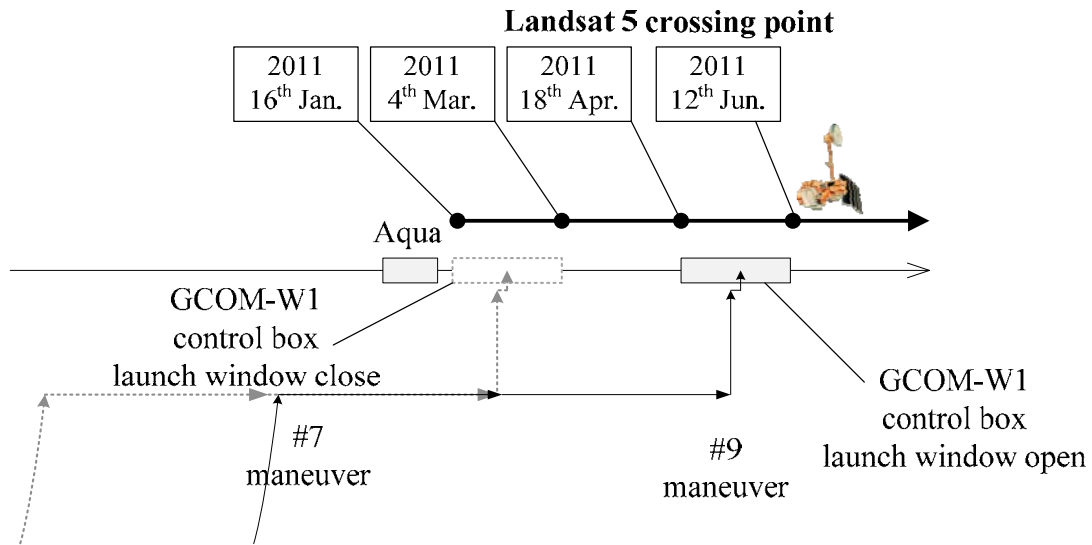 Landsat 5 crossing point
2011
16th Jan.
2011
4th Mar.
2011
18th Apr.
2011
12th Jun.
Aqua
GCOM-W1
control box
launch window close
GCOM-W1
control box
launch window open
#7
maneuver
#9
maneuver